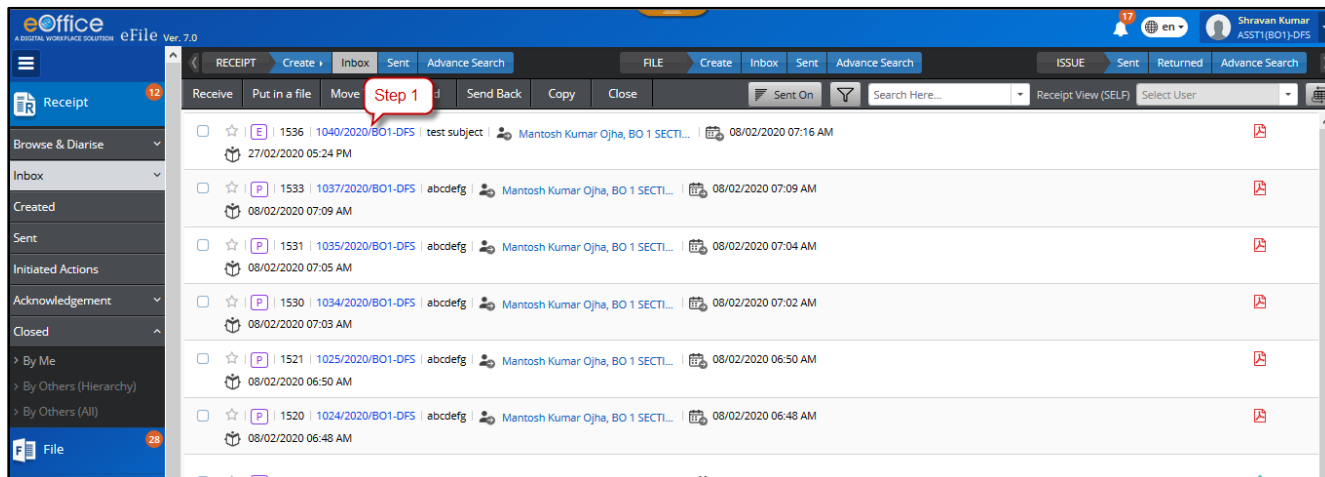 eOffice
A DIGITAL WORKPLACE SOLUTION eFile Ver. 7.0
17 en Shravan Kumar
ASST1(BO1)-DFS
RECEIPT Create Inbox Sent Advance Search FILE Create Inbox Sent Advance Search ISSUE Sent Returned Advance Search
Receipt 12
Receive Put in a file Move Step 1 Send Back Copy Close Sent On Search Here... Receipt View (SELF) Select User
Browse & Diarise
Inbox
Created
Sent
Initiated Actions
Acknowledgement
Closed
> By Me
> By Others (Hierarchy)
> By Others (All)
File 28
E 1536 1040/2020/BO1-DFS test subject Mantosh Kumar Ojha, BO 1 SECTI... 08/02/2020 07:16 AM
27/02/2020 05:24 PM
P 1533 1037/2020/BO1-DFS abcdefg Mantosh Kumar Ojha, BO 1 SECTI... 08/02/2020 07:09 AM
08/02/2020 07:09 AM
P 1531 1035/2020/BO1-DFS abcdefg Mantosh Kumar Ojha, BO 1 SECTI... 08/02/2020 07:04 AM
08/02/2020 07:05 AM
P 1530 1034/2020/BO1-DFS abcdefg Mantosh Kumar Ojha, BO 1 SECTI... 08/02/2020 07:02 AM
08/02/2020 07:03 AM
P 1521 1025/2020/BO1-DFS abcdefg Mantosh Kumar Ojha, BO 1 SECTI... 08/02/2020 06:50 AM
08/02/2020 06:50 AM
P 1520 1024/2020/BO1-DFS abcdefg Mantosh Kumar Ojha, BO 1 SECTI... 08/02/2020 06:48 AM
08/02/2020 06:48 AM